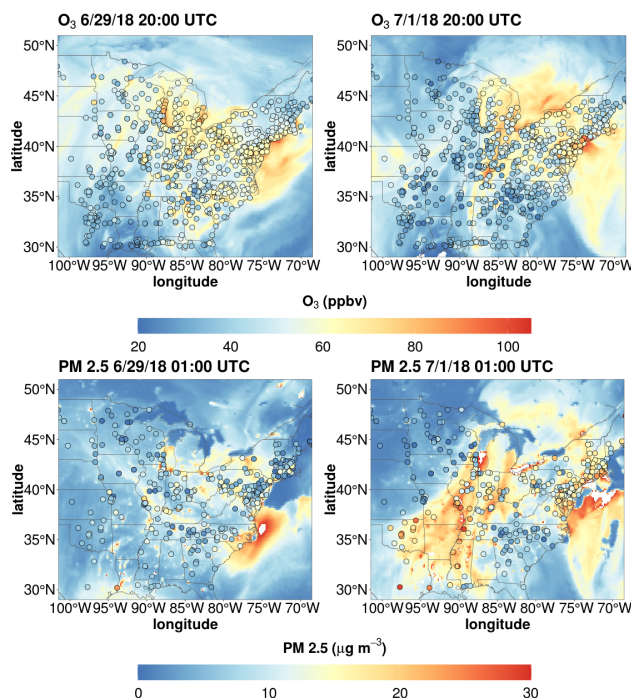 O₃ 6/29/18 20:00 UTC
O₃ 7/1/18 20:00 UTC
50°N
45°N
40°N
35°N
30°N
latitude
100°W 95°W 90°W 85°W 80°W 75°W 70°W
longitude
50°N
45°N
40°N
35°N
30°N
latitude
100°W 95°W 90°W 85°W 80°W 75°W 70°W
longitude
O₃ (ppbv)
20 40 60 80 100
PM 2.5 6/29/18 01:00 UTC
PM 2.5 7/1/18 01:00 UTC
50°N
45°N
40°N
35°N
30°N
latitude
100°W 95°W 90°W 85°W 80°W 75°W 70°W
longitude
50°N
45°N
40°N
35°N
30°N
latitude
100°W 95°W 90°W 85°W 80°W 75°W 70°W
longitude
PM 2.5 (μg m⁻³)
0 10 20 30